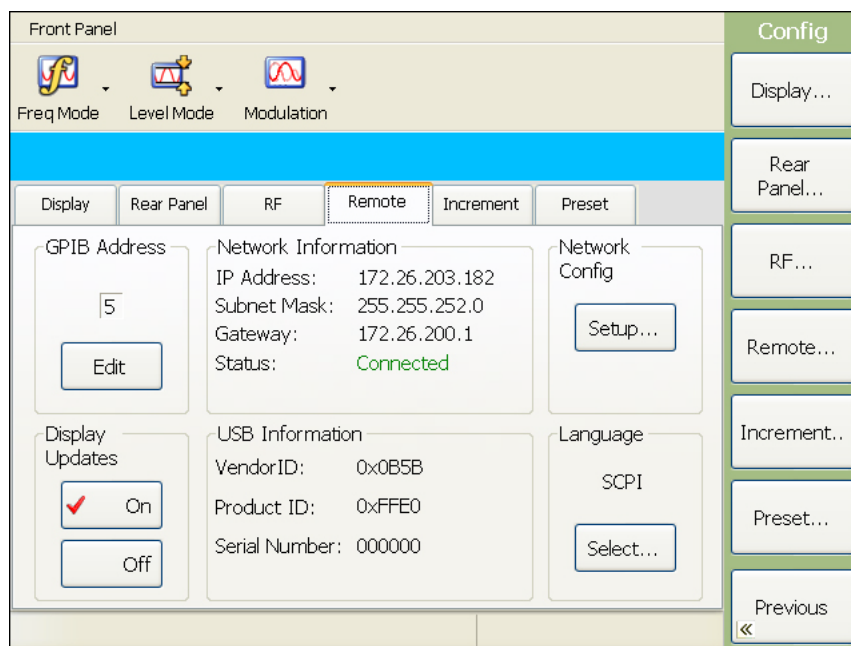 Front Panel
Freq Mode
Level Mode
Modulation
Display
Rear Panel
RF
Remote
Increment
Preset
GPIB Address
5
Edit
Network Information
IP Address: 172.26.203.182
Subnet Mask: 255.255.252.0
Gateway: 172.26.200.1
Status: Connected
Network
Config
Setup...
Display
Updates
On
Off
USB Information
VendorID: 0x0B5B
Product ID: 0xFFE0
Serial Number: 000000
Language
SCPI
Select...
Config
Display...
Rear
Panel...
RF...
Remote...
Increment..
Preset...
Previous
«